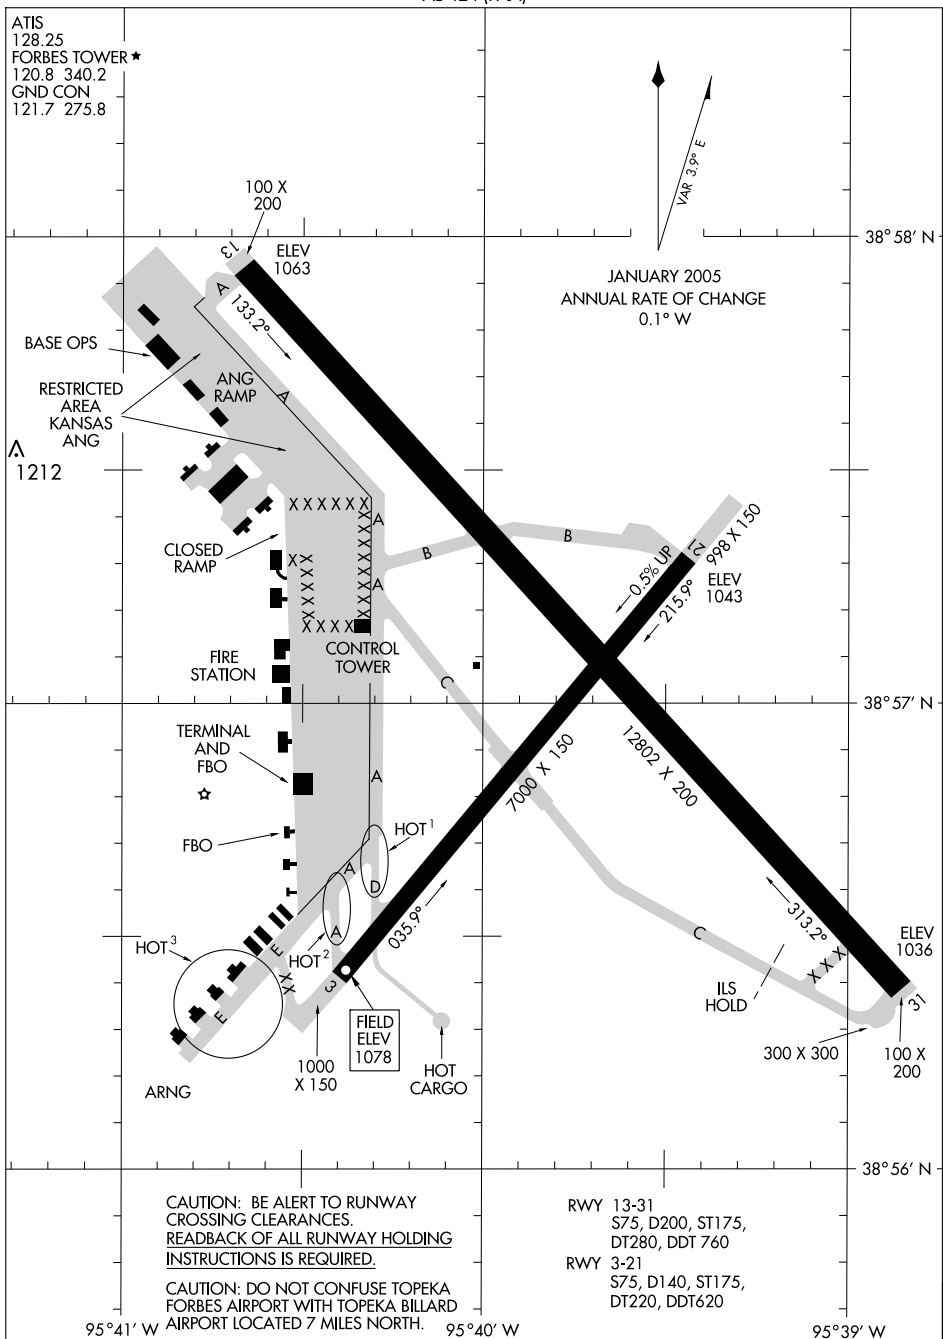 ATIS
128.25
FORBES TOWER ★
120.8 340.2
GND CON
121.7 275.8
VAR 3.9° E
JANUARY 2005
ANNUAL RATE OF CHANGE
0.1° W
38°58' N
100 X
200
13
ELEV
1063
A
133.2°
BASE OPS
ANG
RAMP
A
RESTRICTED
AREA
KANSAS
ANG
1212
X X X X X X
A
B
B
998 X 150
21
CLOSED
RAMP
X
X
X
X
X
X
X
X X
X
X
X
X X X X
A
0.5% UP
215.9°
ELEV
1043
FIRE
STATION
CONTROL
TOWER
C
38°57' N
TERMINAL
AND
FBO
A
7000 X 150
12802 X 200
FBO
HOT 1
A
D
A
035.9°
313.2°
C
ELEV
1036
HOT 3
E
HOT 2
X X
3
X X X
ILS
HOLD
31
E
FIELD
ELEV
1078
1000
X 150
HOT
CARGO
300 X 300
100 X
200
ARNG
38°56' N
CAUTION: BE ALERT TO RUNWAY
CROSSING CLEARANCES.
READBACK OF ALL RUNWAY HOLDING
INSTRUCTIONS IS REQUIRED.
CAUTION: DO NOT CONFUSE TOPEKA
FORBES AIRPORT WITH TOPEKA BILLARD
AIRPORT LOCATED 7 MILES NORTH.
RWY 13-31
S75, D200, ST175,
DT280, DDT 760
RWY 3-21
S75, D140, ST175,
DT220, DDT620
95°41' W
95°40' W
95°39' W